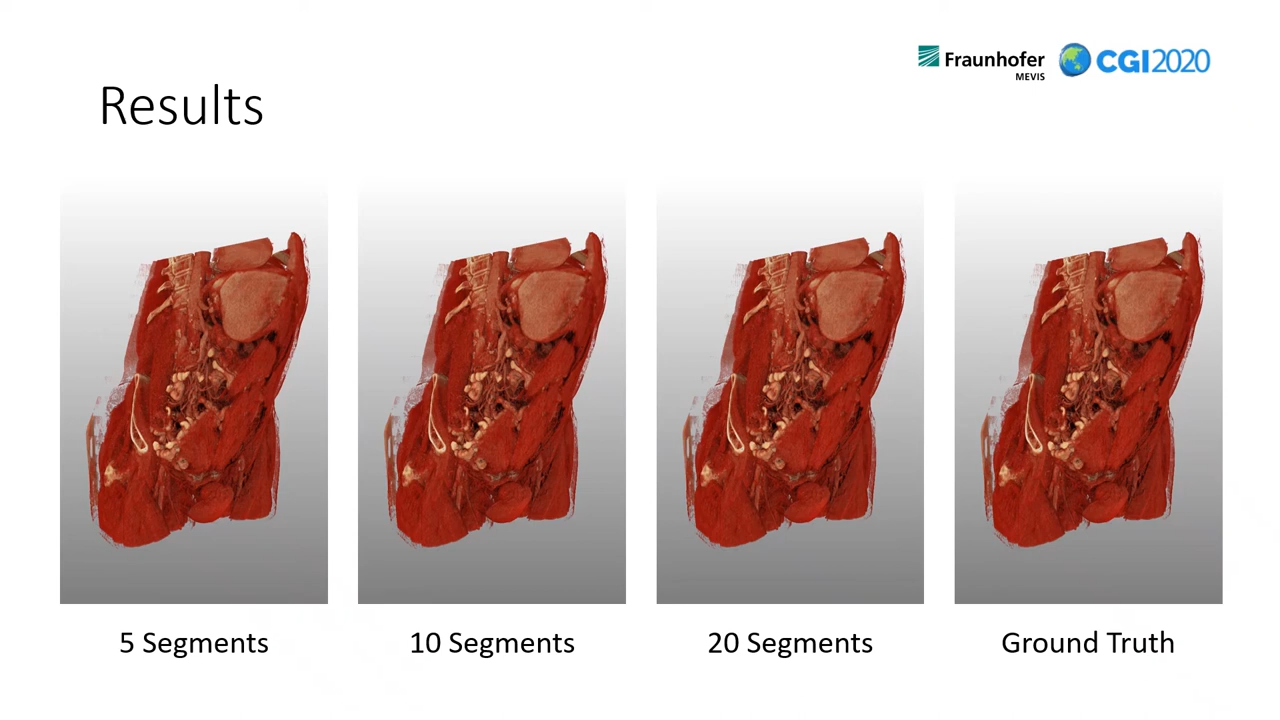 Fraunhofer
MEVIS
CGI2020
Results
5 Segments
10 Segments
20 Segments
Ground Truth